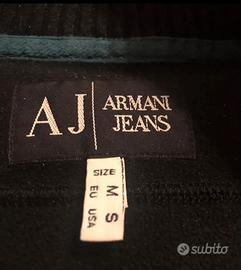 AJ
ARMANI
JEANS
SIZE M S
EU USA
subito